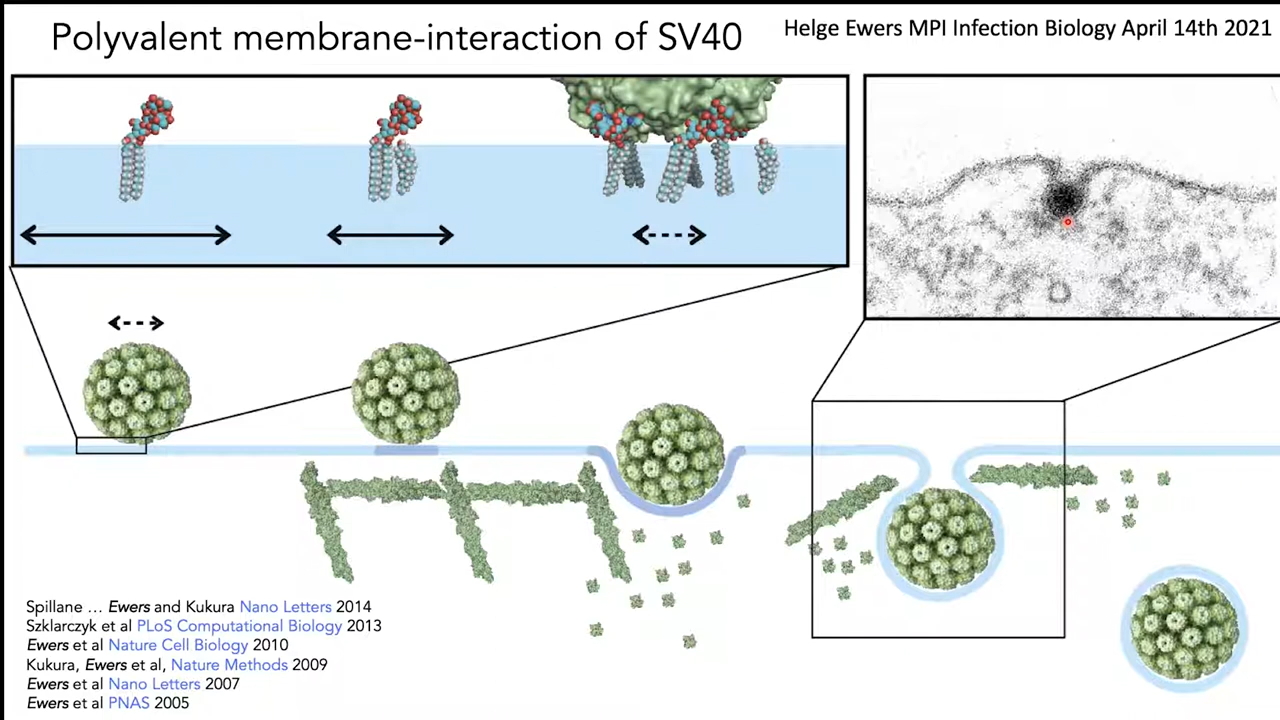 Polyvalent membrane-interaction of SV40
Helge Ewers MPI Infection Biology April 14th 2021
Spillane … Ewers and Kukura Nano Letters 2014
Szklarczyk et al PLoS Computational Biology 2013
Ewers et al Nature Cell Biology 2010
Kukura, Ewers et al, Nature Methods 2009
Ewers et al Nano Letters 2007
Ewers et al PNAS 2005